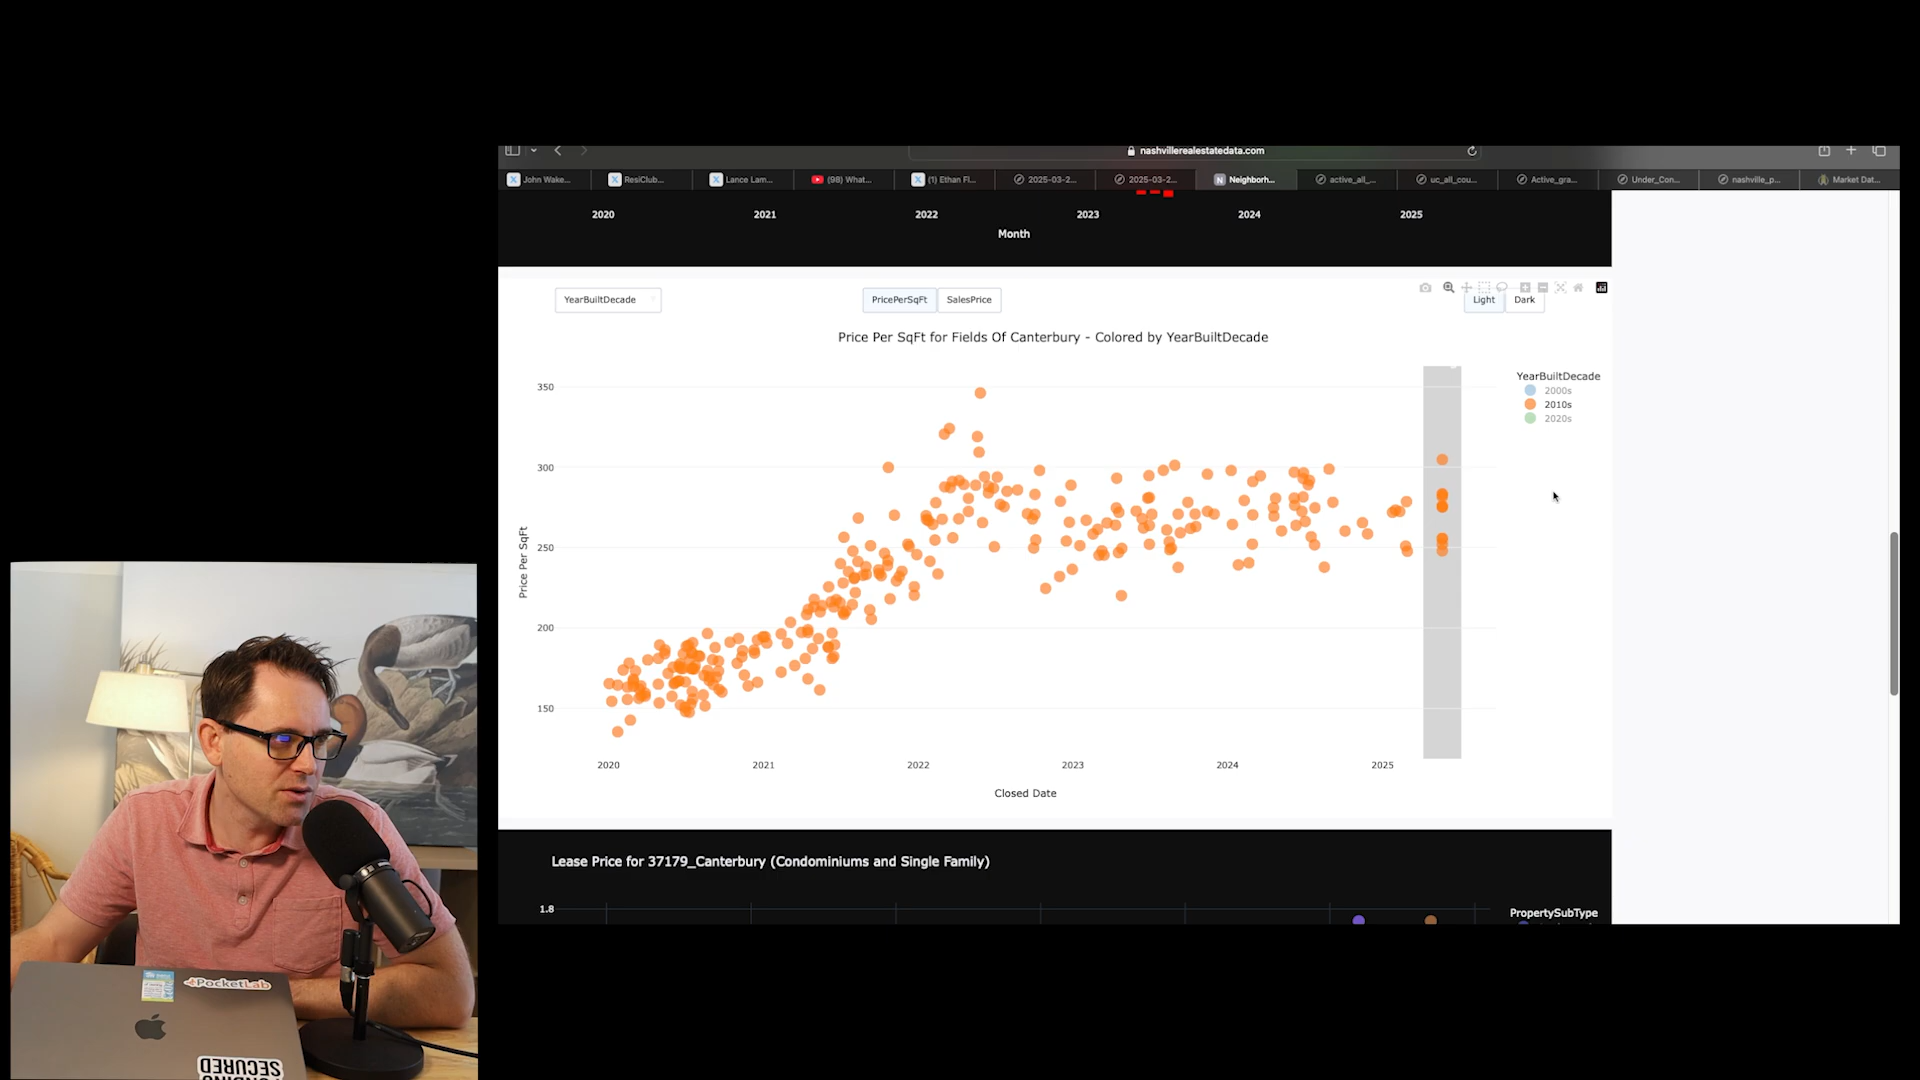 nashvillerealestatedata.com
John Wake...
ResiClub...
Lance Lam...
(98) What...
(1) Ethan Fl...
2025-03-2...
2025-03-2...
N Neighborh...
active_all_...
uc_all_cou...
Active_gra...
Under_Con...
nashville_p...
Market Dat...
2020 2021 2022 2023 2024 2025
Month
YearBuiltDecade
PricePerSqFt SalesPrice
Light Dark
Price Per SqFt for Fields Of Canterbury - Colored by YearBuiltDecade
YearBuiltDecade
2000s
2010s
2020s
350
300
250
200
150
Price Per SqFt
2020 2021 2022 2023 2024 2025
Closed Date
Lease Price for 37179_Canterbury (Condominiums and Single Family)
1.8
PropertySubType
PocketLab
SECURED